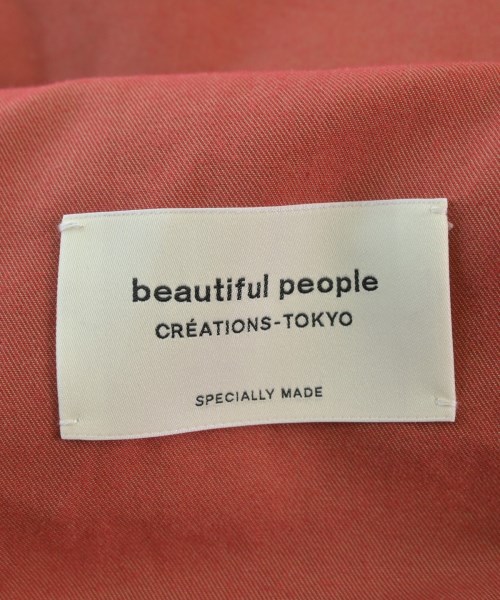 beautiful people
CRÉATIONS-TOKYO
SPECIALLY MADE